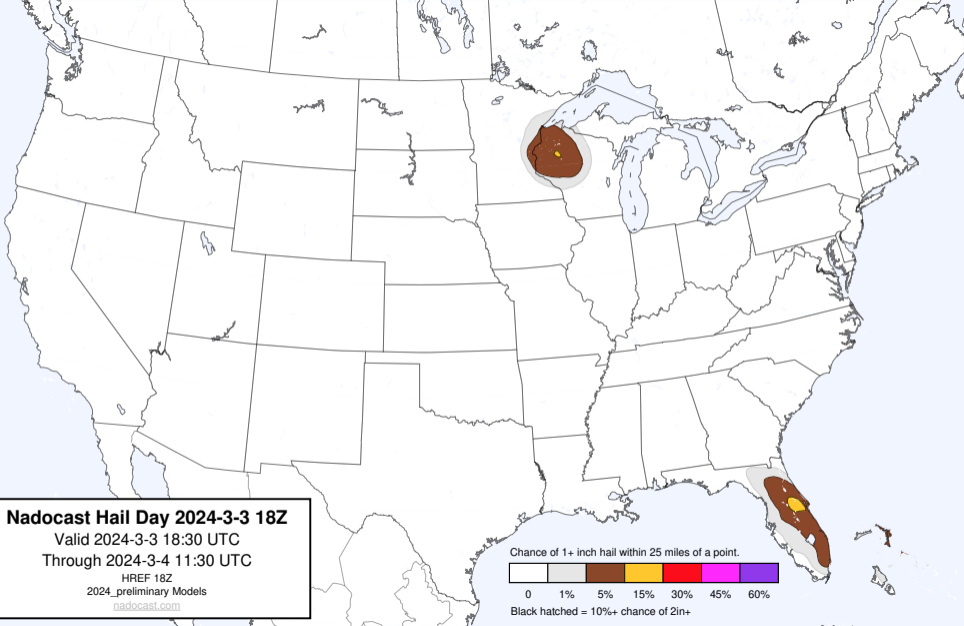 Nadocast Hail Day 2024-3-3 18Z
Valid 2024-3-3 18:30 UTC
Through 2024-3-4 11:30 UTC
HREF 18Z
2024_preliminary Models
nadocast.com
Chance of 1+ inch hail within 25 miles of a point.
0 1% 5% 15% 30% 45% 60%
Black hatched = 10%+ chance of 2in+